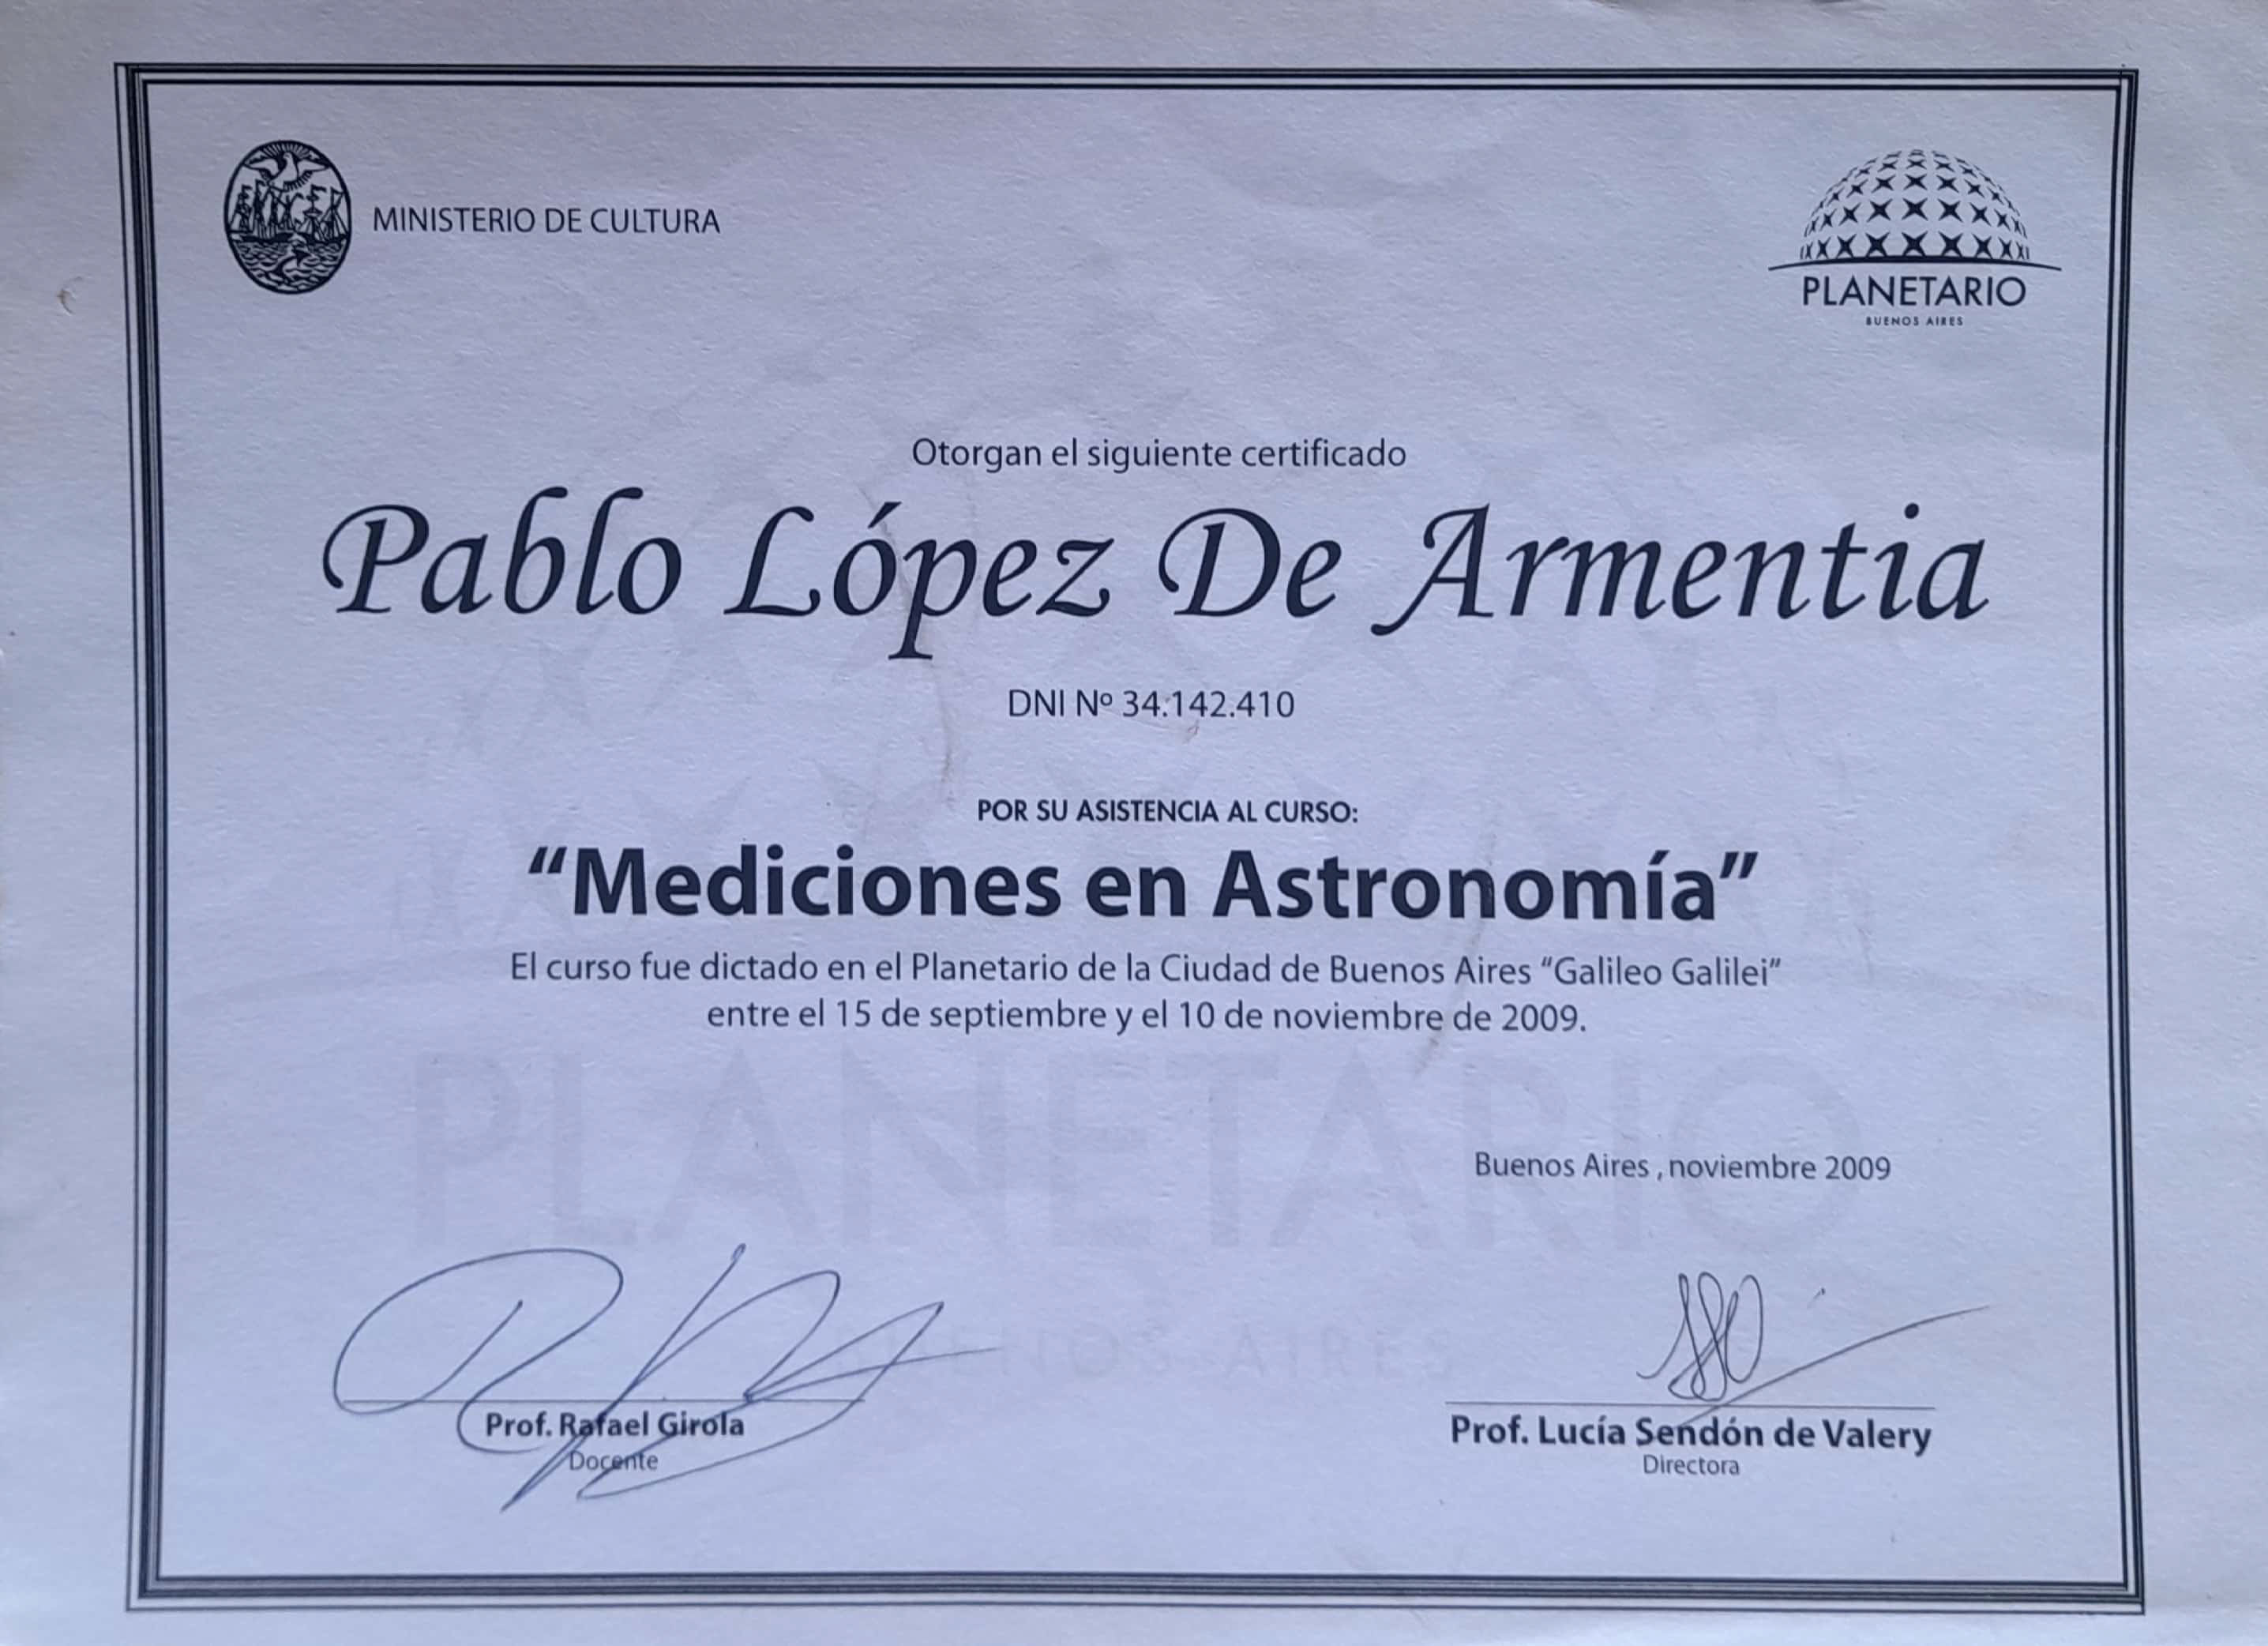 MINISTERIO DE CULTURA
PLANETARIO
BUENOS AIRES
Otorgan el siguiente certificado
Pablo López De Armentia
DNI Nº 34.142.410
POR SU ASISTENCIA AL CURSO:
“Mediciones en Astronomía”
El curso fue dictado en el Planetario de la Ciudad de Buenos Aires “Galileo Galilei”
entre el 15 de septiembre y el 10 de noviembre de 2009.
PLANETARIO
Buenos Aires , noviembre 2009
BUENOS AIRES
Prof. Rafael Girola
Docente
Prof. Lucía Sendón de Valery
Directora